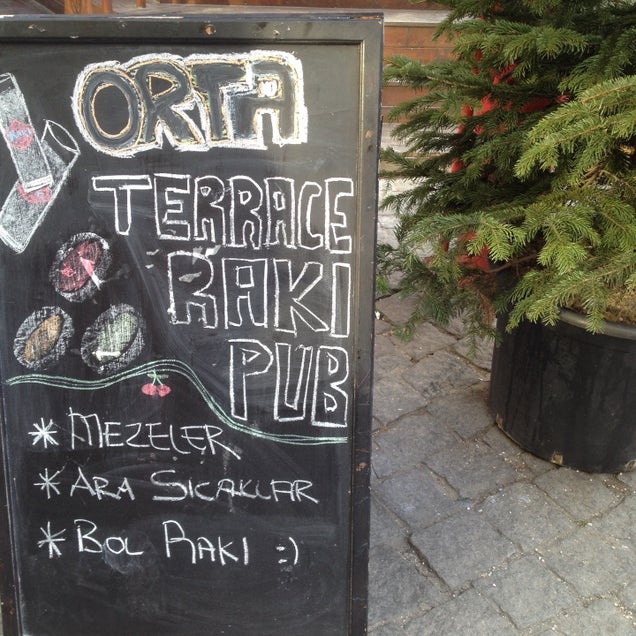 ORTA
TERRACE
RAKI
PUB
* MEZELER
* ARA SICAKLAR
* BOL RAKI :)